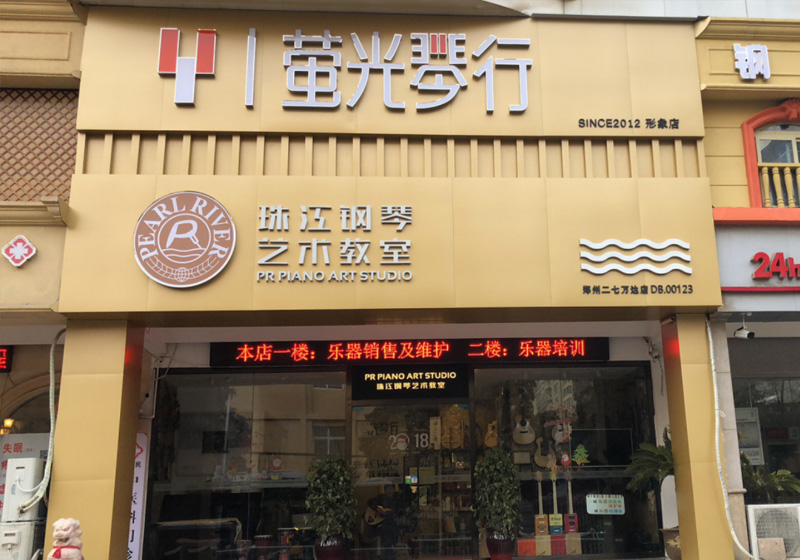 萤光琴行
SINCE2012 形象店
钢
PEARL RIVER
珠江钢琴
艺术教室
PR PIANO ART STUDIO
郑州二七万达店 DB.00123
24h
本店一楼：乐器销售及维护 二楼：乐器培训
PR PIANO ART STUDIO
珠江钢琴艺术教室
2018
失眠